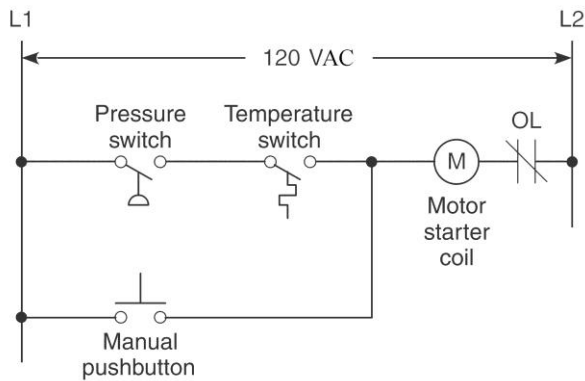 L1
L2
120 VAC
Pressure
switch
Temperature
switch
OL
M
Motor
starter
coil
Manual
pushbutton